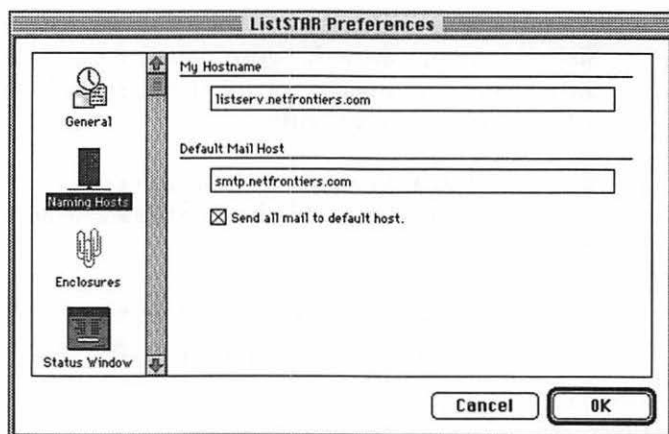 ListSTAR Preferences
General
Naming Hosts
Enclosures
Status Window
My Hostname
listserv.netfrontiers.com
Default Mail Host
smtp.netfrontiers.com
Send all mail to default host.
Cancel
OK